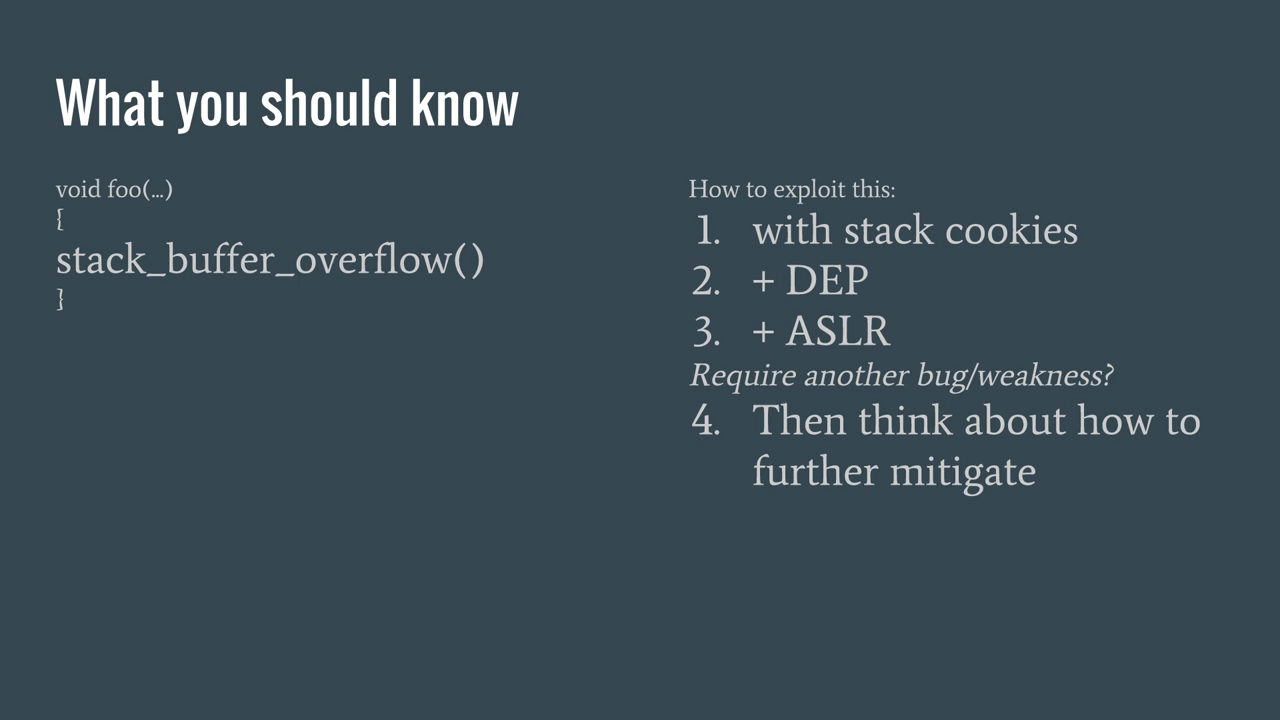 What you should know
void foo(...)
{
stack_buffer_overflow()
}
How to exploit this:
1. with stack cookies
2. + DEP
3. + ASLR
Require another bug/weakness?
4. Then think about how to
further mitigate